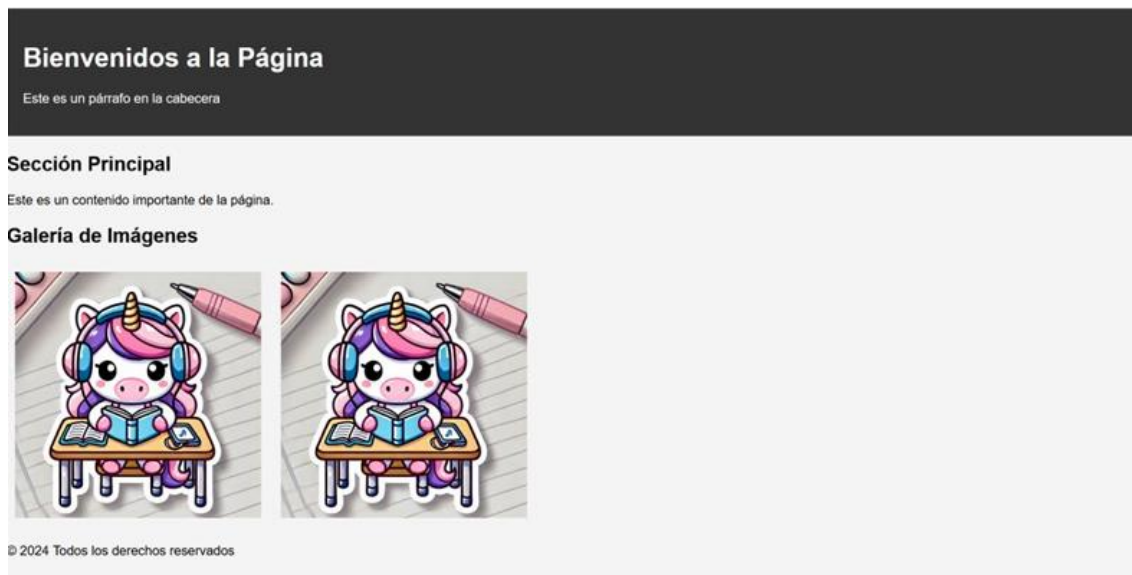 Bienvenidos a la Página
Este es un párrafo en la cabecera
Sección Principal
Este es un contenido importante de la página.
Galería de Imágenes
© 2024 Todos los derechos reservados